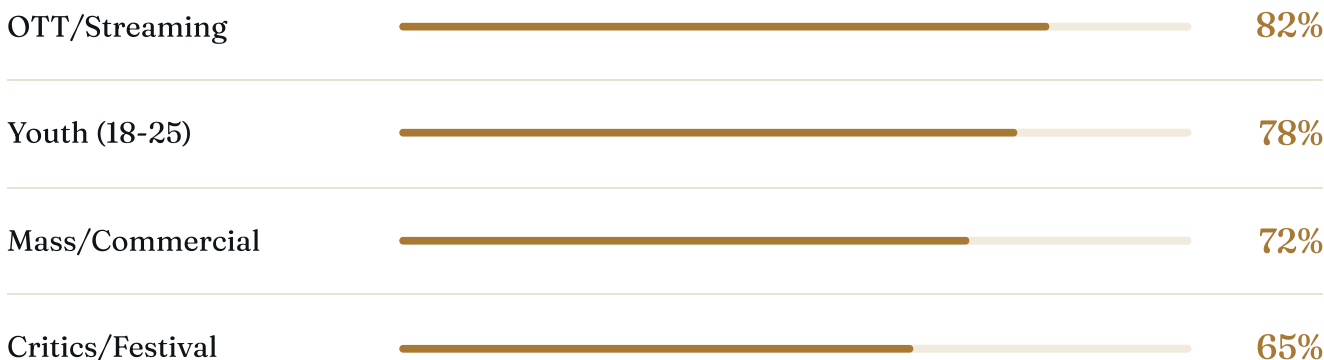 OTT/Streaming 82%
Youth (18-25) 78%
Mass/Commercial 72%
Critics/Festival 65%